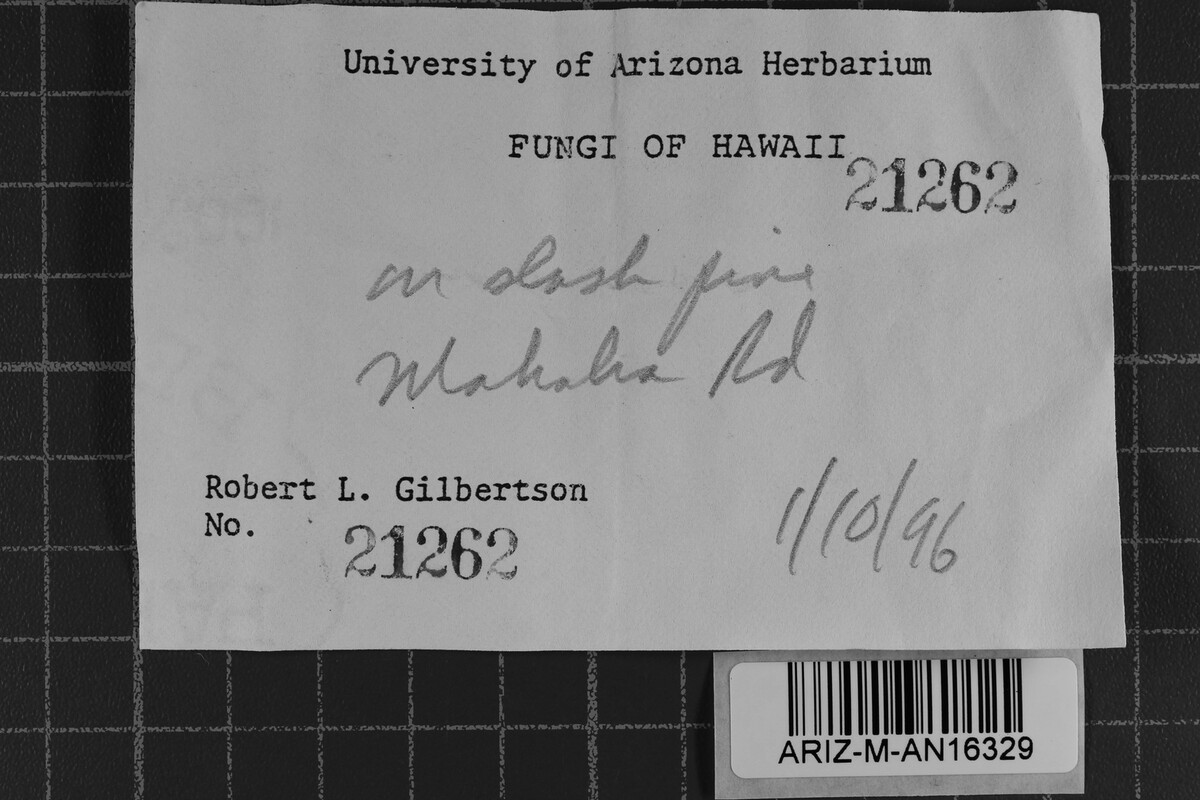 University of Arizona Herbarium
FUNGI OF HAWAII
21262
on slash pine
Wakalia Rd
Robert L. Gilbertson
No.
21262
1/10/96
ARIZ-M-AN16329